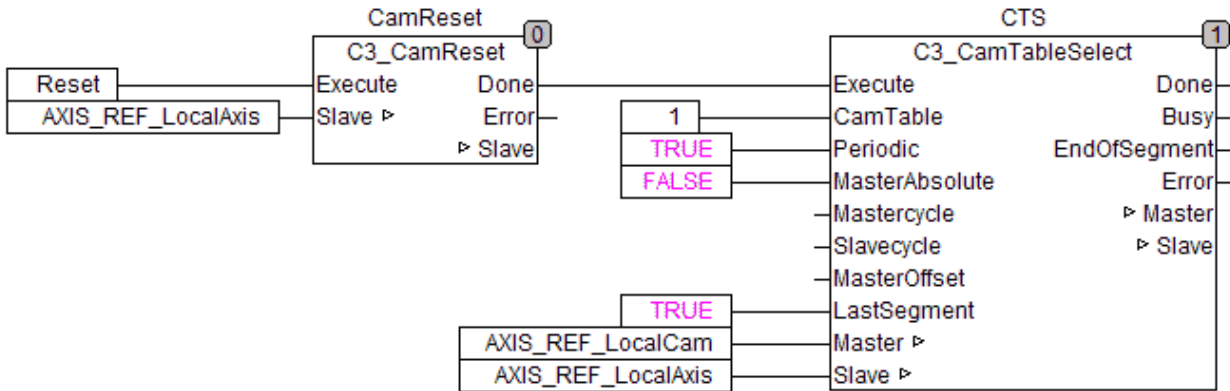 CamReset CTS
0 1
C3_CamReset C3_CamTableSelect
Reset Execute Done Execute Done
AXIS_REF_LocalAxis Slave ▹ Error 1 CamTable Busy
▹ Slave TRUE Periodic EndOfSegment
FALSE MasterAbsolute Error
Mastercycle ▹ Master
Slavecycle ▹ Slave
MasterOffset
TRUE LastSegment
AXIS_REF_LocalCam Master ▹
AXIS_REF_LocalAxis Slave ▹